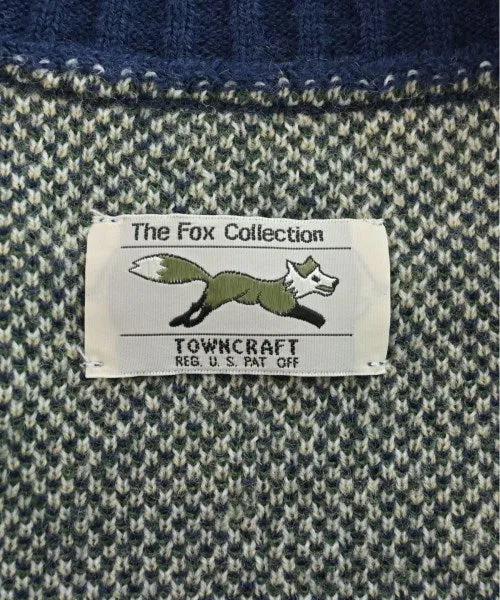 The Fox Collection
TOWNCRAFT
REG. U. S. PAT OFF